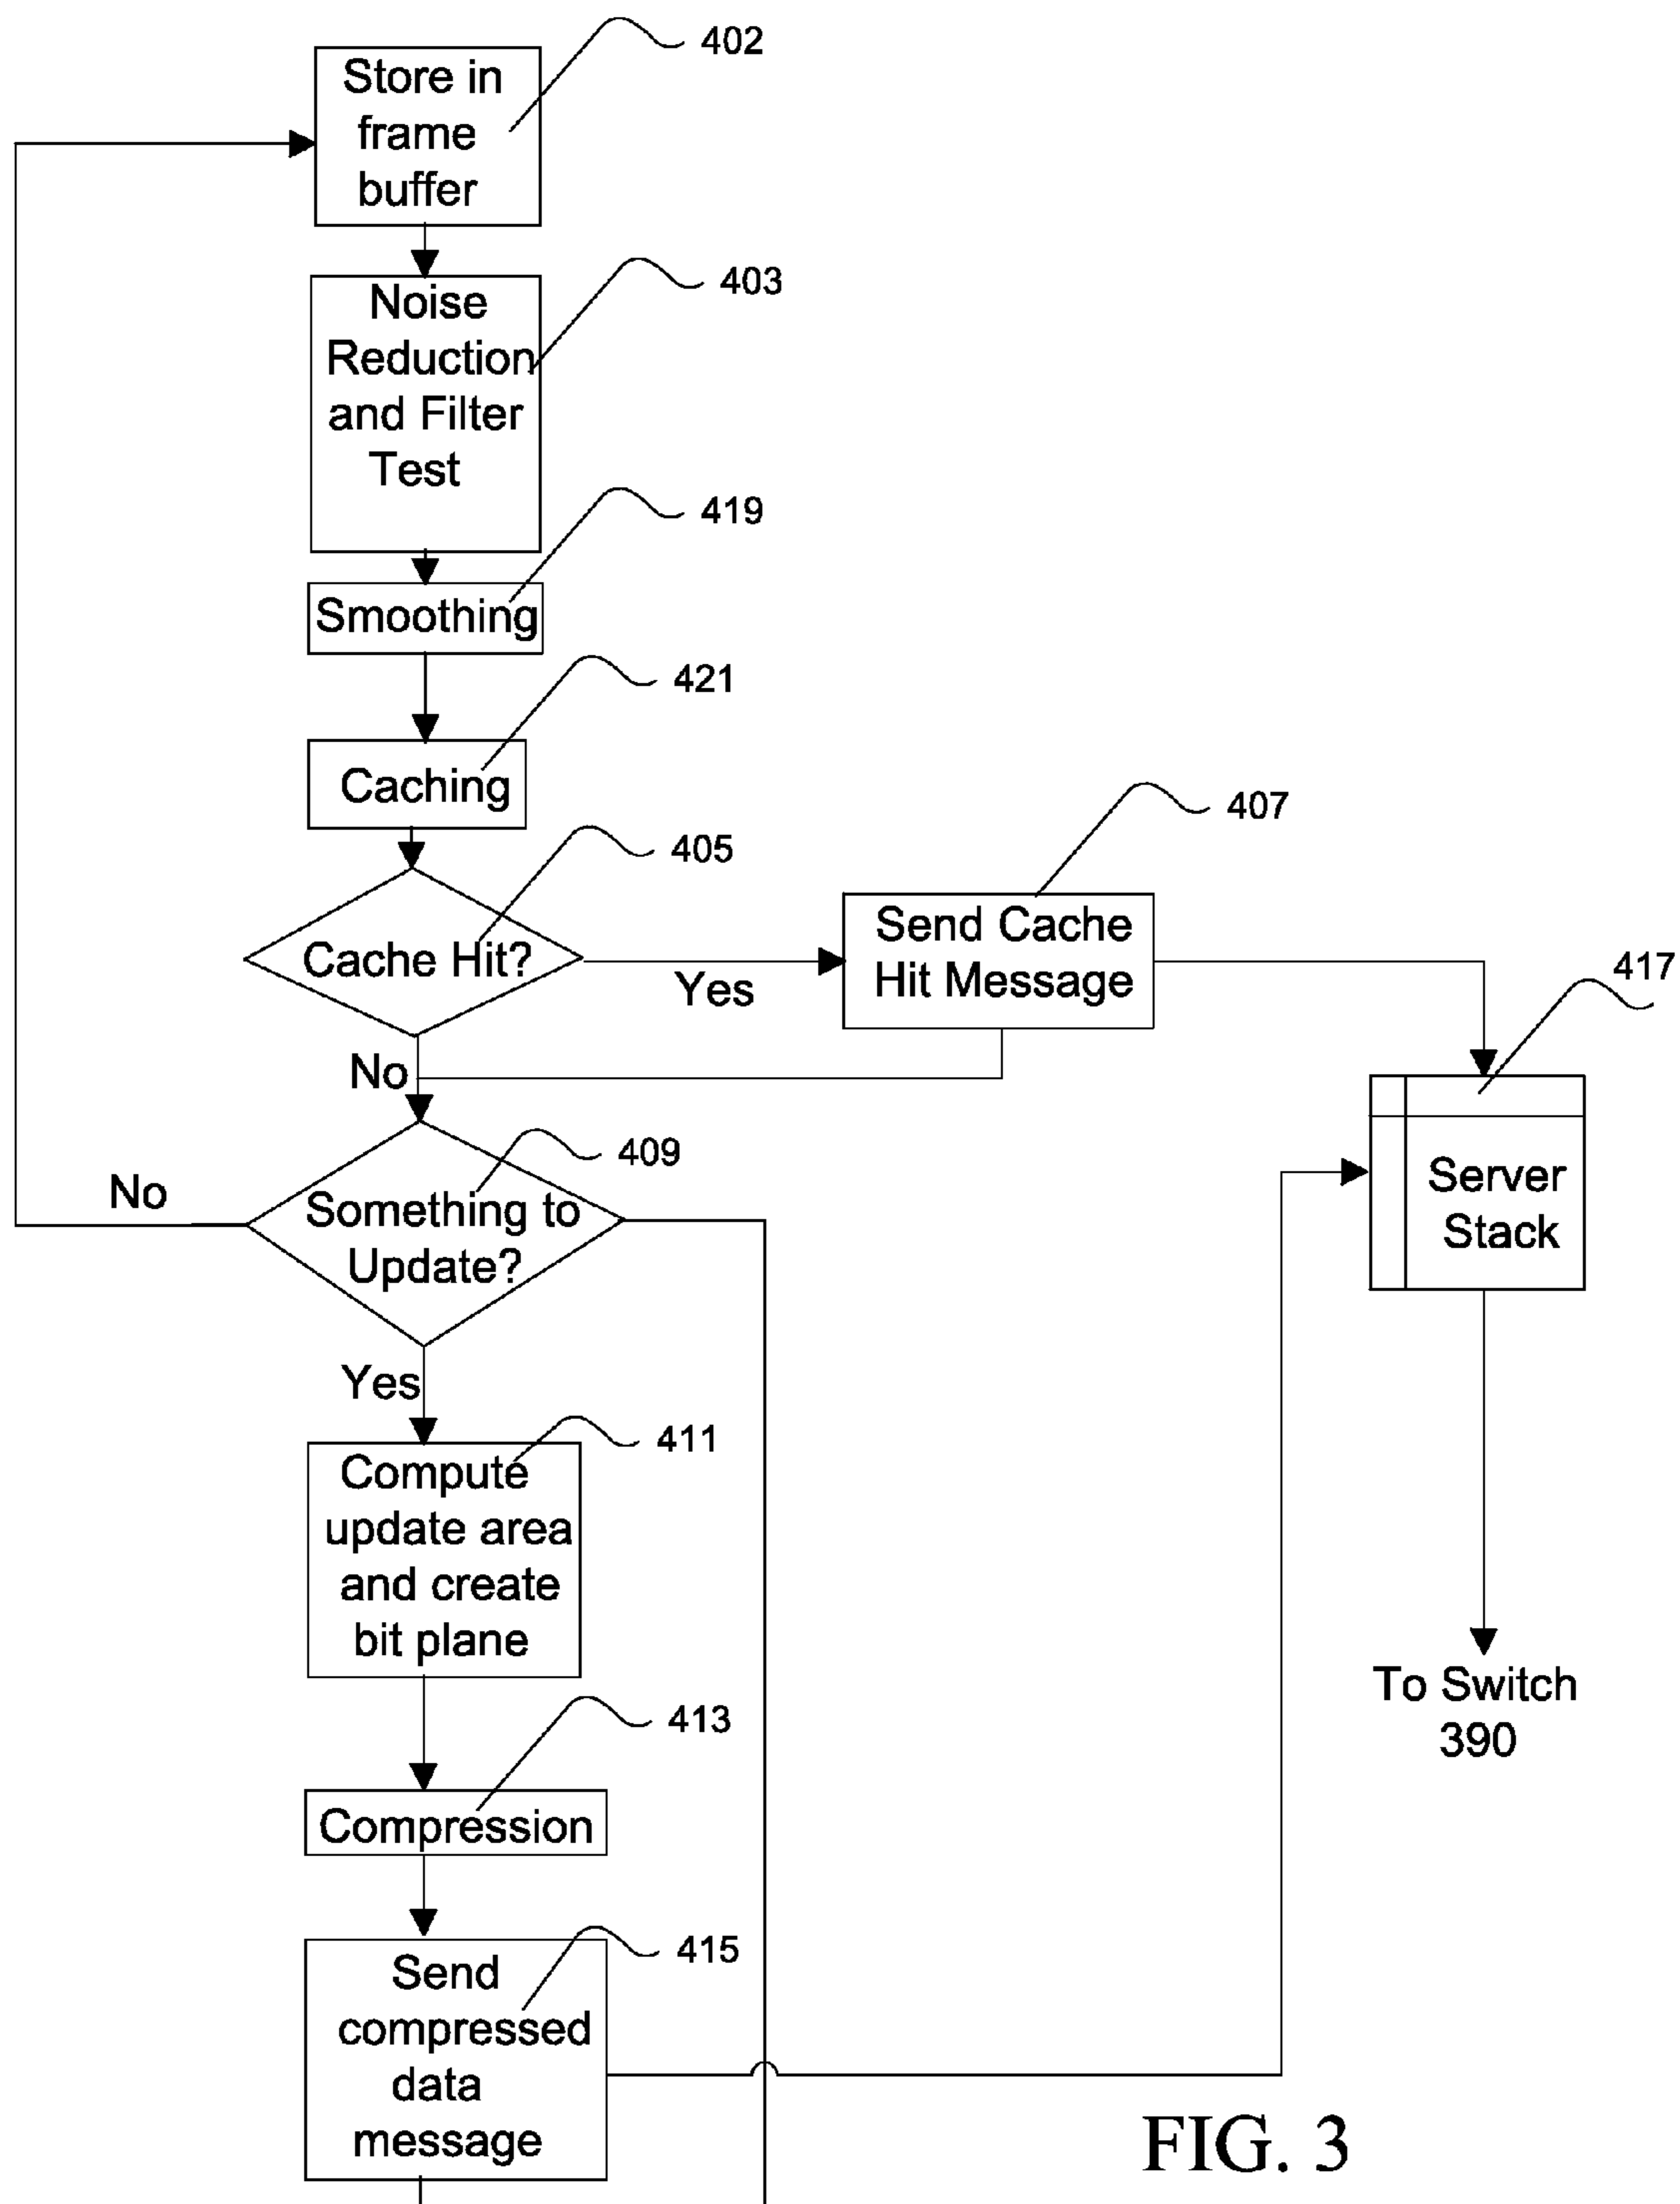 402
Store in
frame
buffer
403
Noise
Reduction
and Filter
Test
419
Smoothing
421
Caching
405
Cache Hit?
Yes
407
Send Cache
Hit Message
417
No
409
Something to
Update?
No
Server
Stack
Yes
411
Compute
update area
and create
bit plane
To Switch
390
413
Compression
415
Send
compressed
data
message
FIG. 3